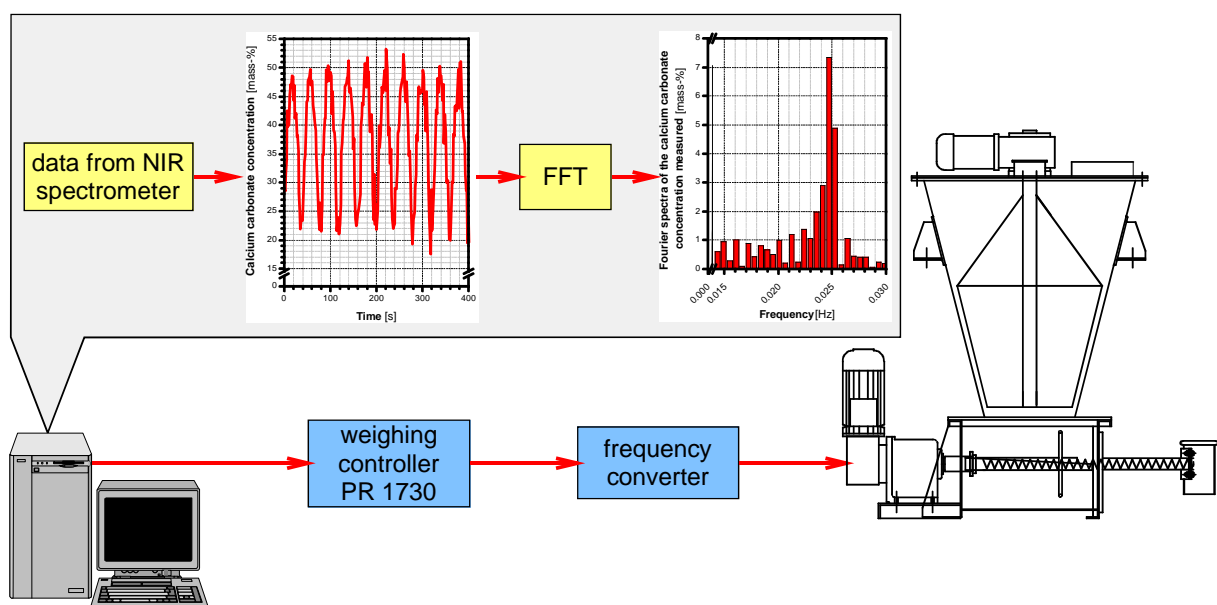 data from NIR
spectrometer
Calcium carbonate concentration [mass-%]
55
50
45
40
35
30
25
20
15
0
0
100
200
300
400
Time [s]
FFT
Fourier spectra of the calcium carbonate
concentration measured [mass-%]
8
7
6
5
4
3
2
1
0
0.000
0.015
0.020
0.025
0.030
Frequency[Hz]
weighing
controller
PR 1730
frequency
converter